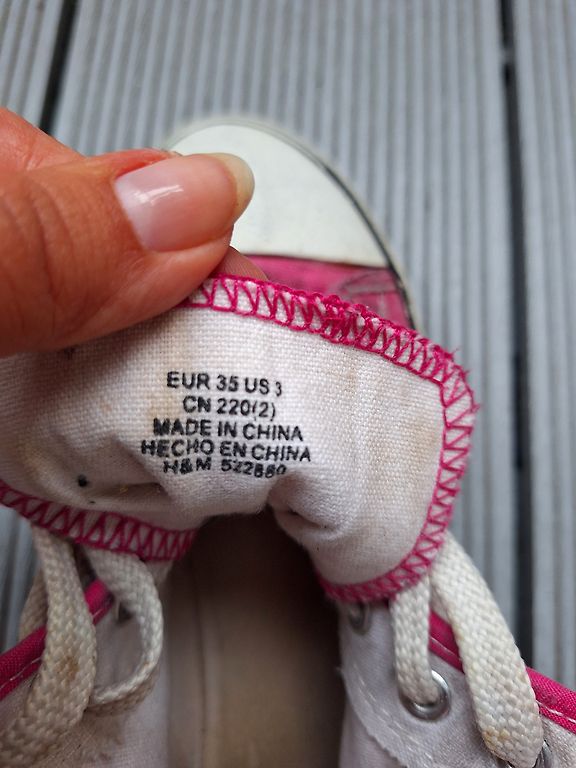 EUR 35 US 3
CN 220(2)
MADE IN CHINA
HECHO EN CHINA
H&M 522880